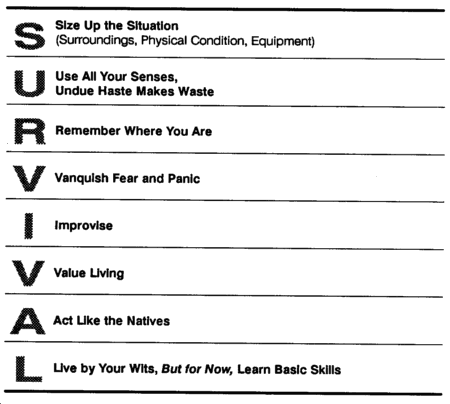 S Size Up the Situation
(Surroundings, Physical Condition, Equipment)
U Use All Your Senses,
Undue Haste Makes Waste
R Remember Where You Are
V Vanquish Fear and Panic
I Improvise
V Value Living
A Act Like the Natives
L Live by Your Wits, But for Now, Learn Basic Skills